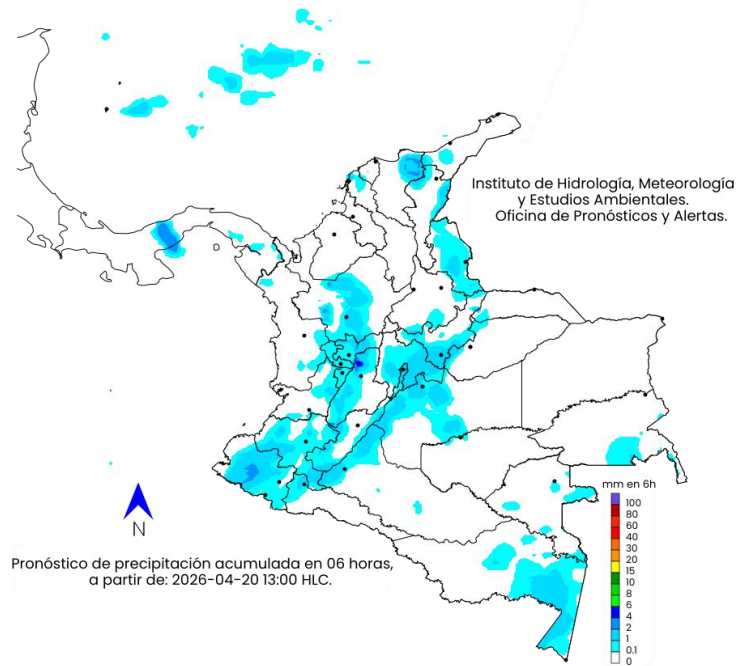 Instituto de Hidrología, Meteorología
y Estudios Ambientales.
Oficina de Pronósticos y Alertas.
N
Pronóstico de precipitación acumulada en 06 horas,
a partir de: 2026-04-20 13:00 HLC.
mm en 6h
100
80
60
40
30
20
15
10
8
6
4
2
1
0.1
0